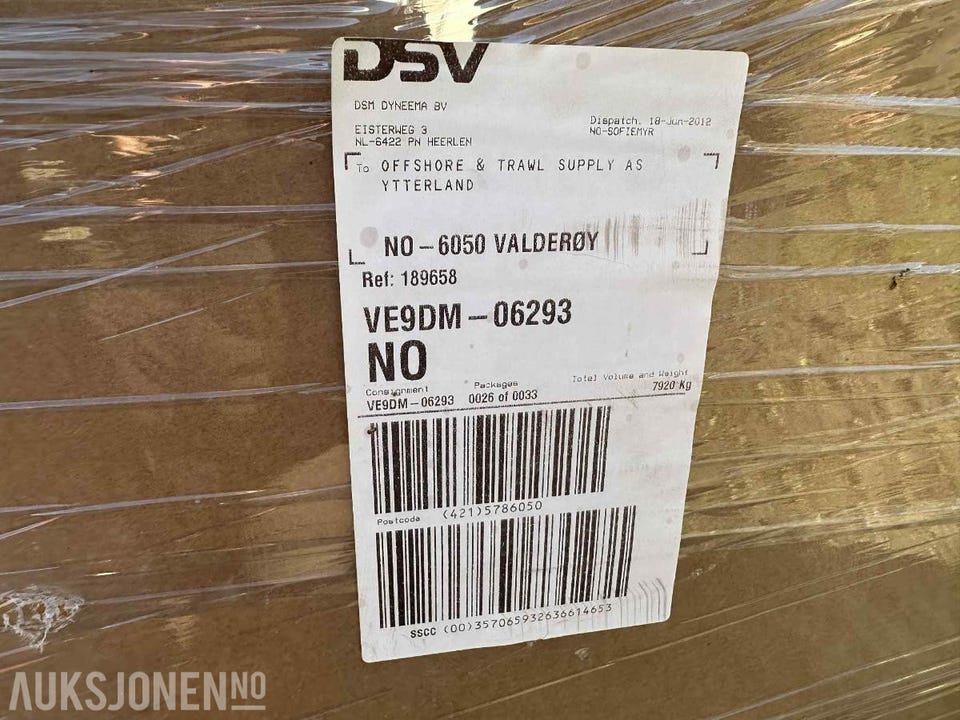 DSV
DSM DYNEEMA BV
EISTERWEG 3
NL-6422 PN HEERLEN
Dispatch. 18-Jun-2012
NO-SOFIEMYR
To OFFSHORE & TRAWL SUPPLY AS
YTTERLAND
NO – 6050 VALDERØY
Ref: 189658
VE9DM – 06293
NO
Consignment Packages Total Volume and Weight
VE9DM – 06293 0026 of 0033 7920 Kg
Postcode (421)5786050
SSCC (00)357065932636614653
AUKSJONEN NO